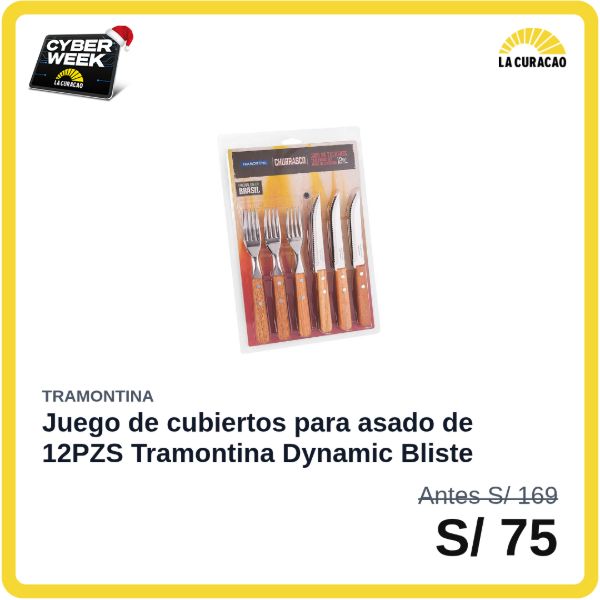 CYBER
WEEK
LA CURACAO
LA CURACAO
TRAMONTINA
CHURRASCO
BRASIL
TRAMONTINA
Juego de cubiertos para asado de
12PZS Tramontina Dynamic Bliste
Antes S/ 169
S/ 75